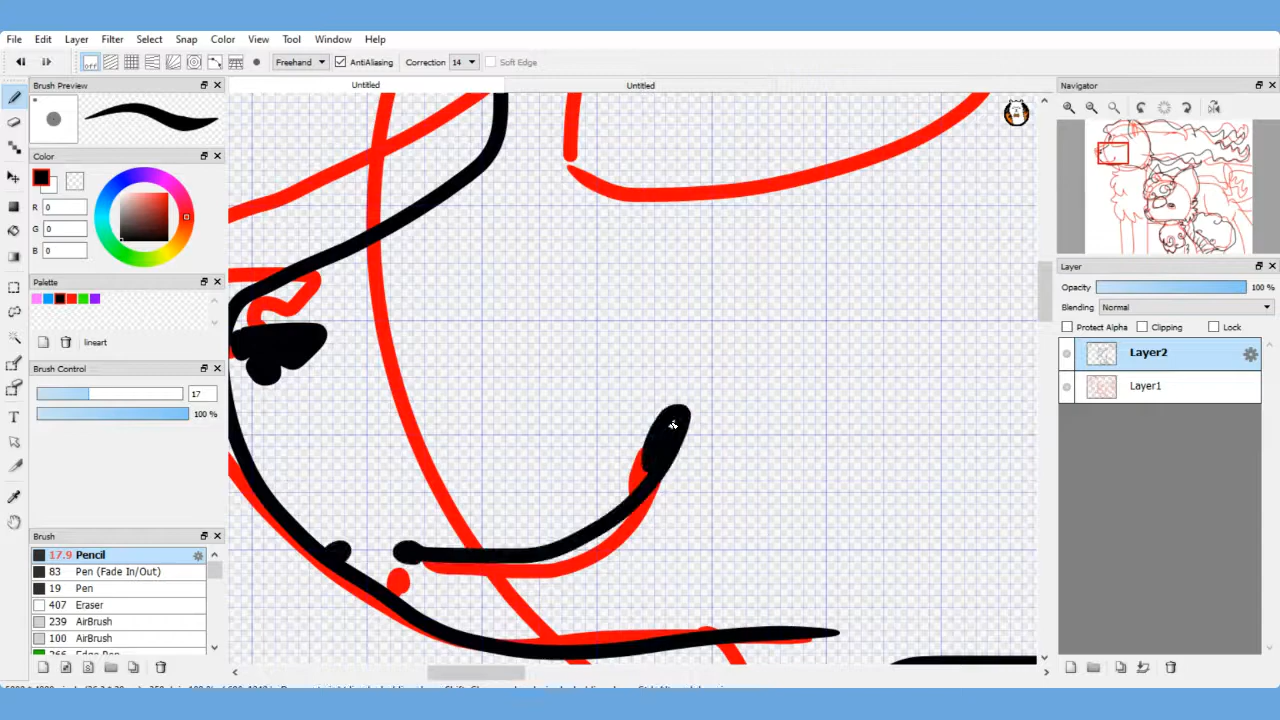 File Edit Layer Filter Select Snap Color View Tool Window Help
off Freehand AntiAliasing Correction 14 Soft Edge
Brush Preview
Untitled Untitled
Navigator
Color
R 0
G 0
B 0
Palette
lineart
Brush Control
17
100 %
Brush
17.9 Pencil
83 Pen (Fade In/Out)
19 Pen
407 Eraser
239 AirBrush
100 AirBrush
Layer
Opacity 100 %
Blending Normal
Protect Alpha Clipping Lock
Layer2
Layer1